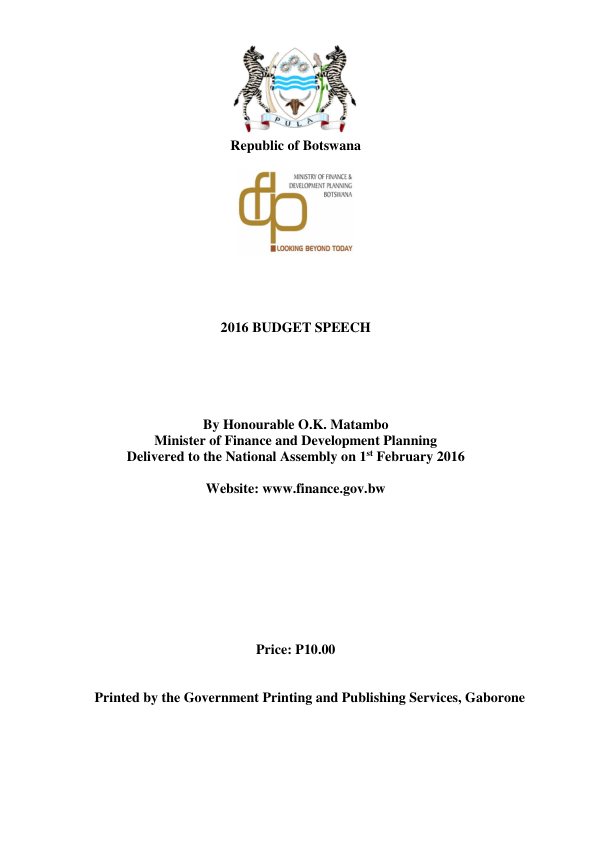 PULA
Republic of Botswana
MINISTRY OF FINANCE &
DEVELOPMENT PLANNING
BOTSWANA
dfp
LOOKING BEYOND TODAY
2016 BUDGET SPEECH
By Honourable O.K. Matambo
Minister of Finance and Development Planning
Delivered to the National Assembly on 1st February 2016
Website: www.finance.gov.bw
Price: P10.00
Printed by the Government Printing and Publishing Services, Gaborone